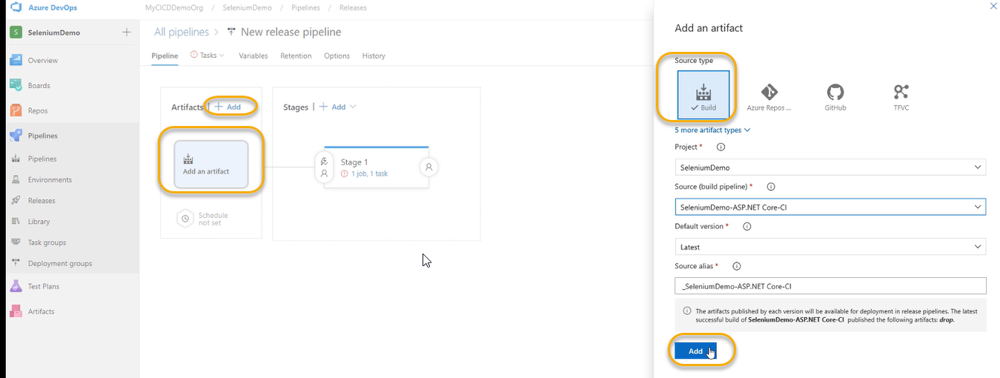 Azure DevOps
MyCICDDemoOrg / SeleniumDemo / Pipelines / Releases
S SeleniumDemo
Overview
Boards
Repos
Pipelines
Pipelines
Environments
Releases
Library
Task groups
Deployment groups
Test Plans
Artifacts
All pipelines > New release pipeline
Pipeline Tasks Variables Retention Options History
Artifacts | + Add
Add an artifact
Schedule
not set
Stages | + Add
Stage 1
1 job, 1 task
Add an artifact
Source type
Build Azure Repos ... GitHub TFVC
5 more artifact types
Project *
SeleniumDemo
Source (build pipeline) *
SeleniumDemo-ASP.NET Core-CI
Default version *
Latest
Source alias *
_SeleniumDemo-ASP.NET Core-CI
The artifacts published by each version will be available for deployment in release pipelines. The latest
successful build of SeleniumDemo-ASP.NET Core-CI published the following artifacts: drop.
Add